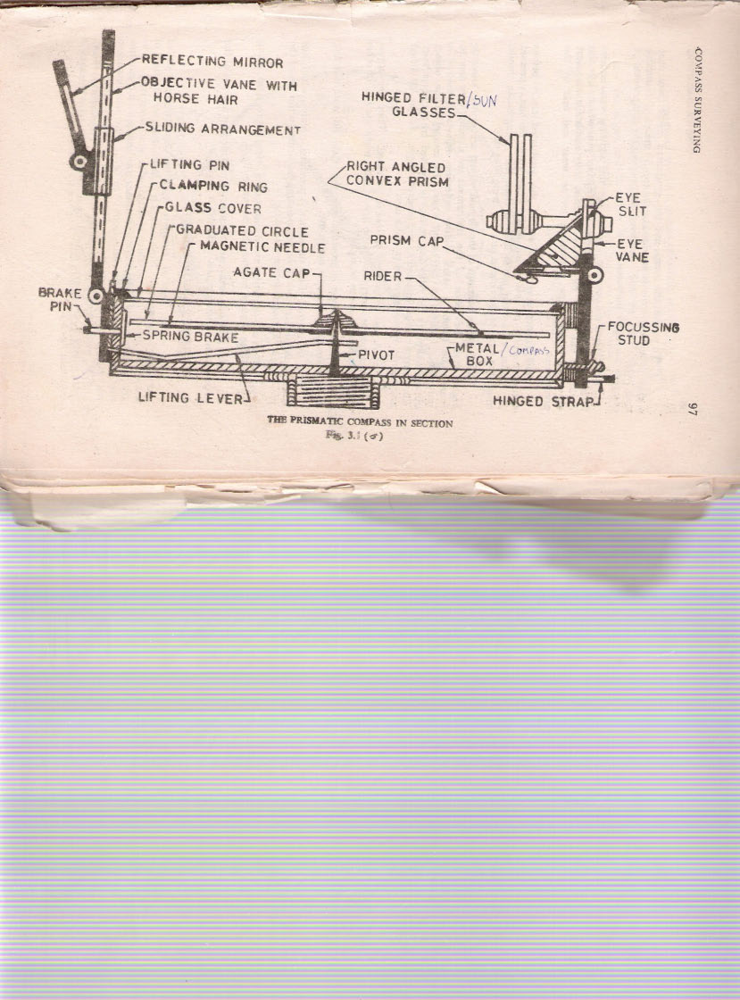 COMPASS SURVEYING
REFLECTING MIRROR
OBJECTIVE VANE WITH
HORSE HAIR
SLIDING ARRANGEMENT
LIFTING PIN
CLAMPING RING
GLASS COVER
GRADUATED CIRCLE
MAGNETIC NEEDLE
AGATE CAP
HINGED FILTER/SUN
GLASSES
RIGHT ANGLED
CONVEX PRISM
PRISM CAP
RIDER
EYE
SLIT
EYE
VANE
BRAKE
PIN
SPRING BRAKE
PIVOT
METAL/COMPASS
BOX
FOCUSSING
STUD
LIFTING LEVER
HINGED STRAP
THE PRISMATIC COMPASS IN SECTION
Fig. 3.1
97